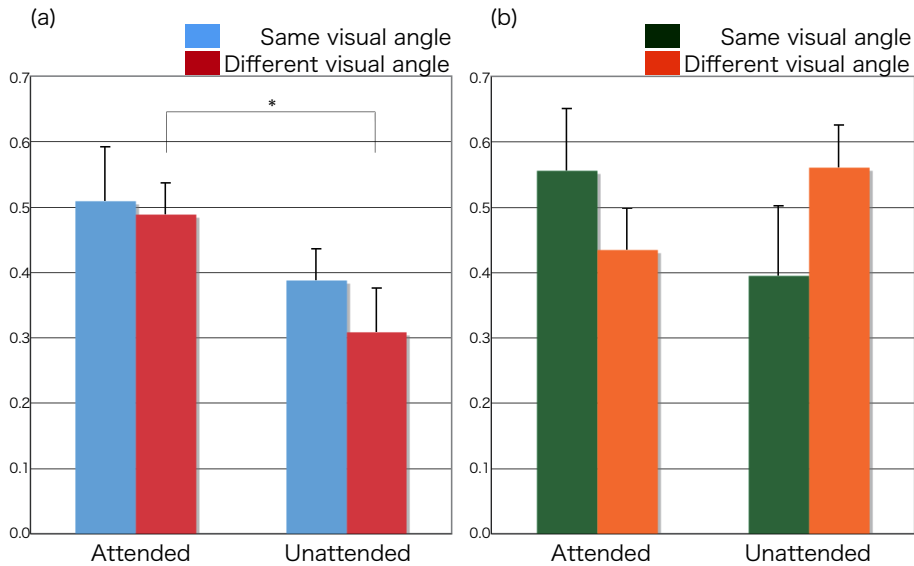 (a)
Same visual angle
Different visual angle
0.7
0.6
0.5
0.4
0.3
0.2
0.1
0.0
*
Attended
Unattended
(b)
Same visual angle
Different visual angle
0.7
0.6
0.5
0.4
0.3
0.2
0.1
0.0
Attended
Unattended